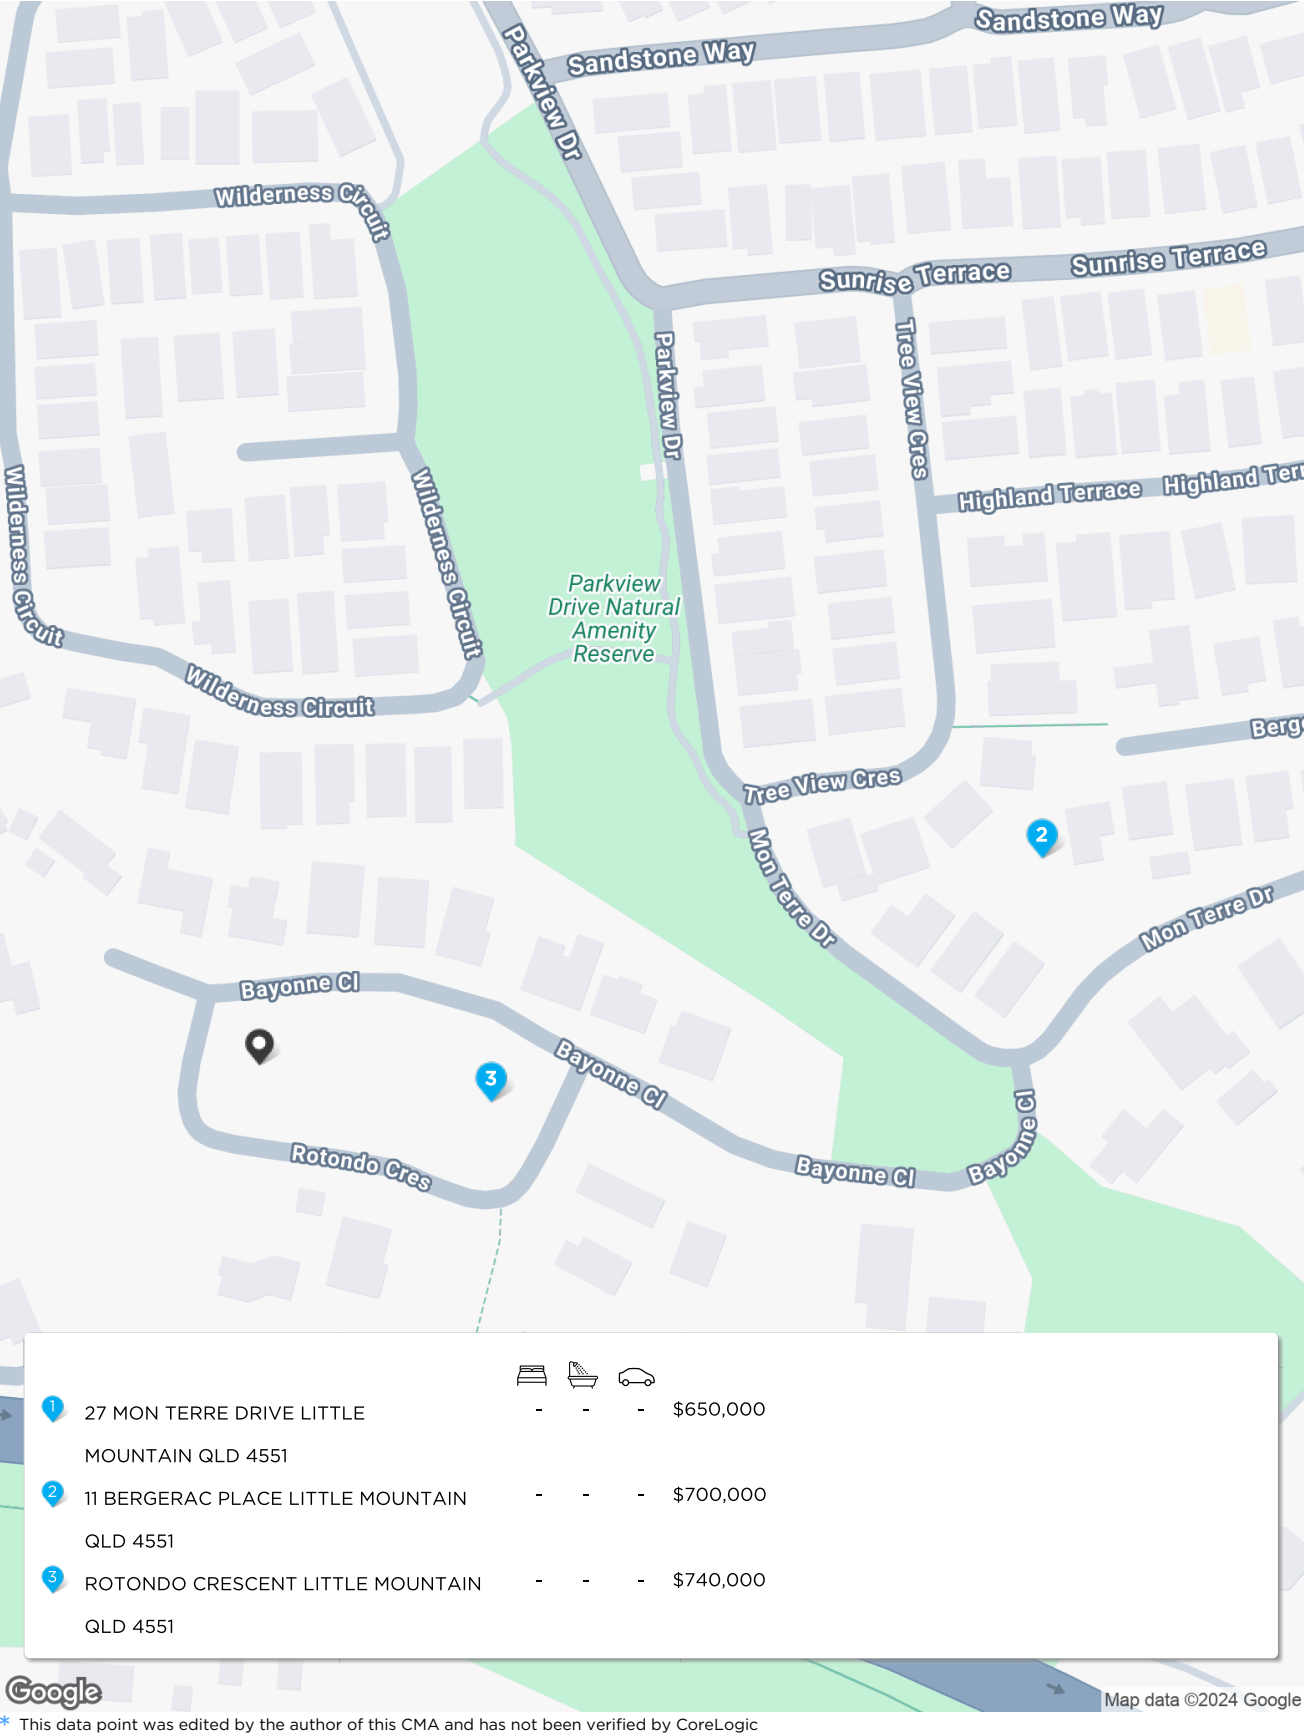 Sandstone Way
Sandstone Way
Parkview Dr
Wilderness Circuit
Sunrise Terrace
Sunrise Terrace
Parkview Dr
Tree View Cres
Wilderness Circuit
Wilderness Circuit
Highland Terrace
Highland Terr
Parkview
Drive Natural
Amenity
Reserve
Wilderness Circuit
Berge
Tree View Cres
2
Mon Terre Dr
Mon Terre Dr
Bayonne Cl
3
Bayonne Cl
Bayonne Cl
Bayonne Cl
Rotondo Cres
1 27 MON TERRE DRIVE LITTLE - - - $650,000
MOUNTAIN QLD 4551
2 11 BERGERAC PLACE LITTLE MOUNTAIN - - - $700,000
QLD 4551
3 ROTONDO CRESCENT LITTLE MOUNTAIN - - - $740,000
QLD 4551
Google
Map data ©2024 Google
* This data point was edited by the author of this CMA and has not been verified by CoreLogic